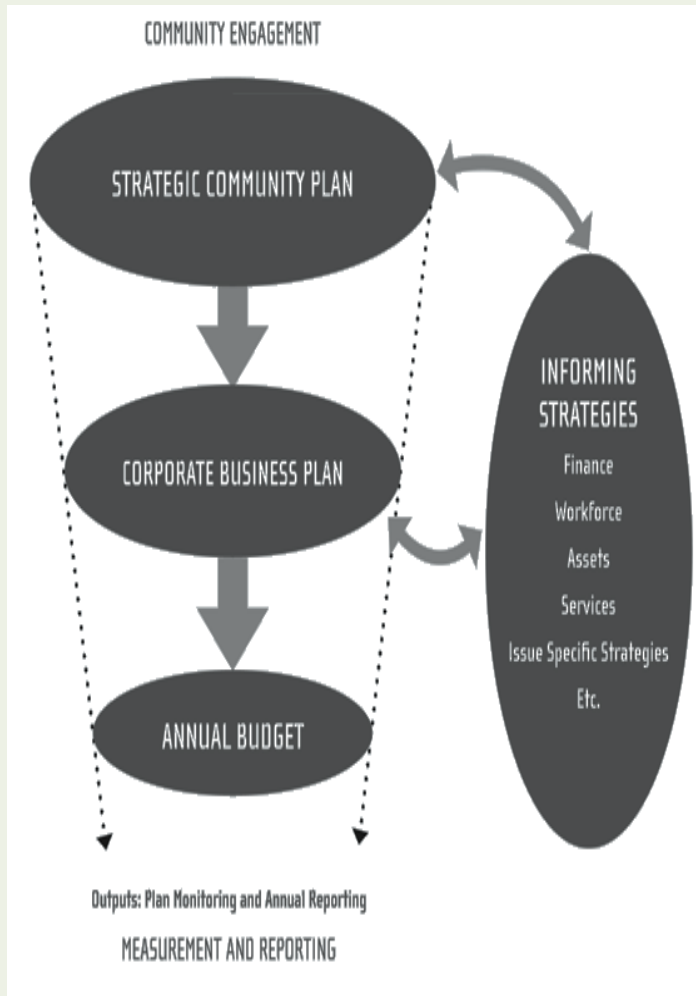 COMMUNITY ENGAGEMENT
STRATEGIC COMMUNITY PLAN
CORPORATE BUSINESS PLAN
ANNUAL BUDGET
INFORMING
STRATEGIES
Finance
Workforce
Assets
Services
Issue Specific Strategies
Etc.
Outputs: Plan Monitoring and Annual Reporting
MEASUREMENT AND REPORTING